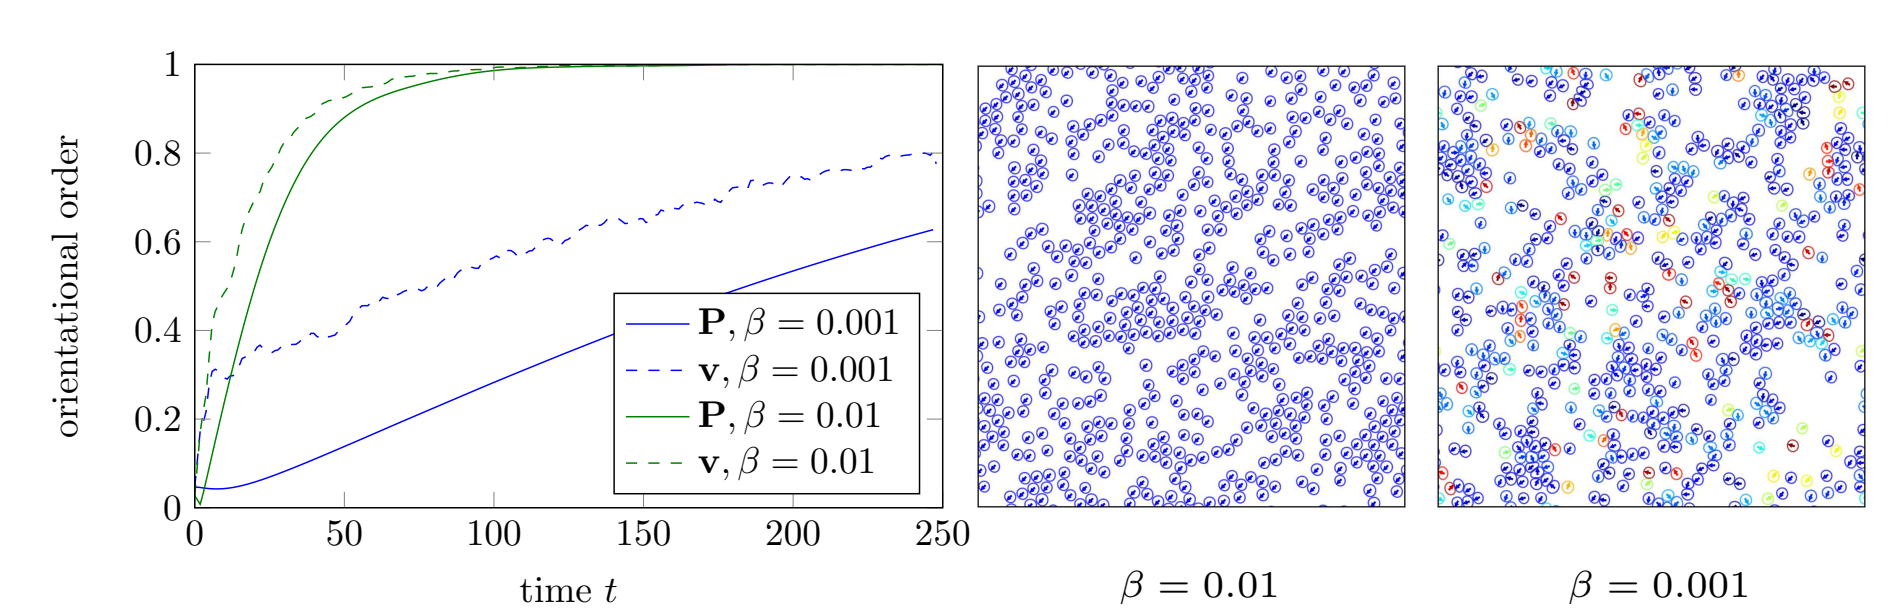 orientational order
1
0.8
0.6
0.4
0.2
0
0 50 100 150 200 250
time t
P, β = 0.001
v, β = 0.001
P, β = 0.01
v, β = 0.01
β = 0.01
β = 0.001